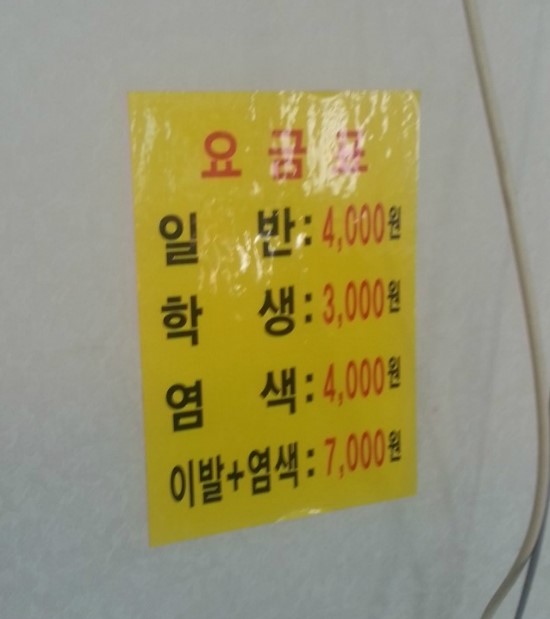 요금표
일 반 : 4,000원
학 생 : 3,000원
염 색 : 4,000원
이발+염색 : 7,000원